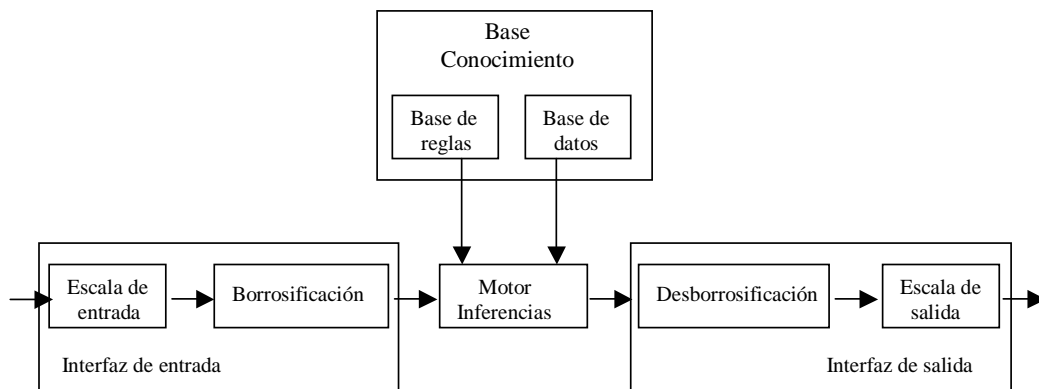 Base
Conocimiento
Base de
reglas
Base de
datos
Escala de
entrada
Borrosificación
Motor
Inferencias
Desborrosificación
Escala de
salida
Interfaz de entrada
Interfaz de salida